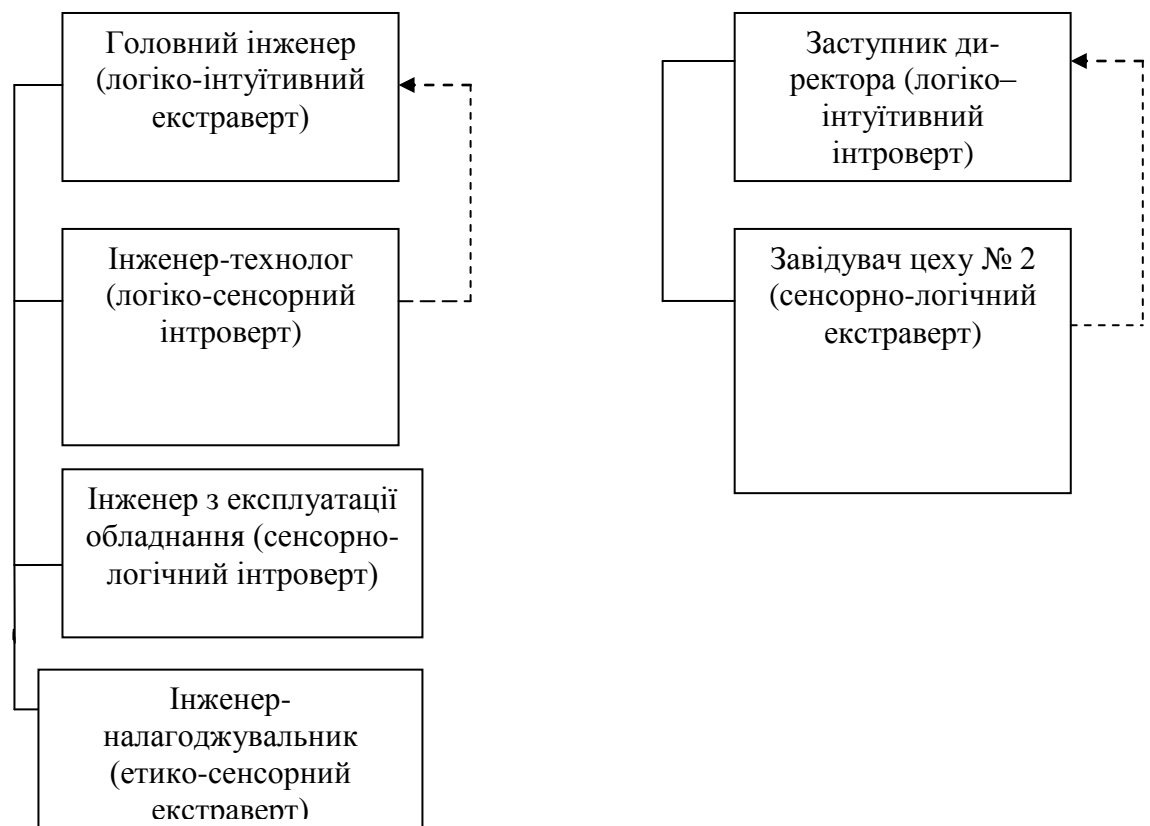 Головний інженер
(логіко-інтуїтивний
екстраверт)
Інженер-технолог
(логіко-сенсорний
інтроверт)
Інженер з експлуатації
обладнання (сенсорно-
логічний інтроверт)
Інженер-
налагоджувальник
(етико-сенсорний
екстраверт)
Заступник ди-
ректора (логіко–
інтуїтивний
інтроверт)
Завідувач цеху № 2
(сенсорно-логічний
екстраверт)